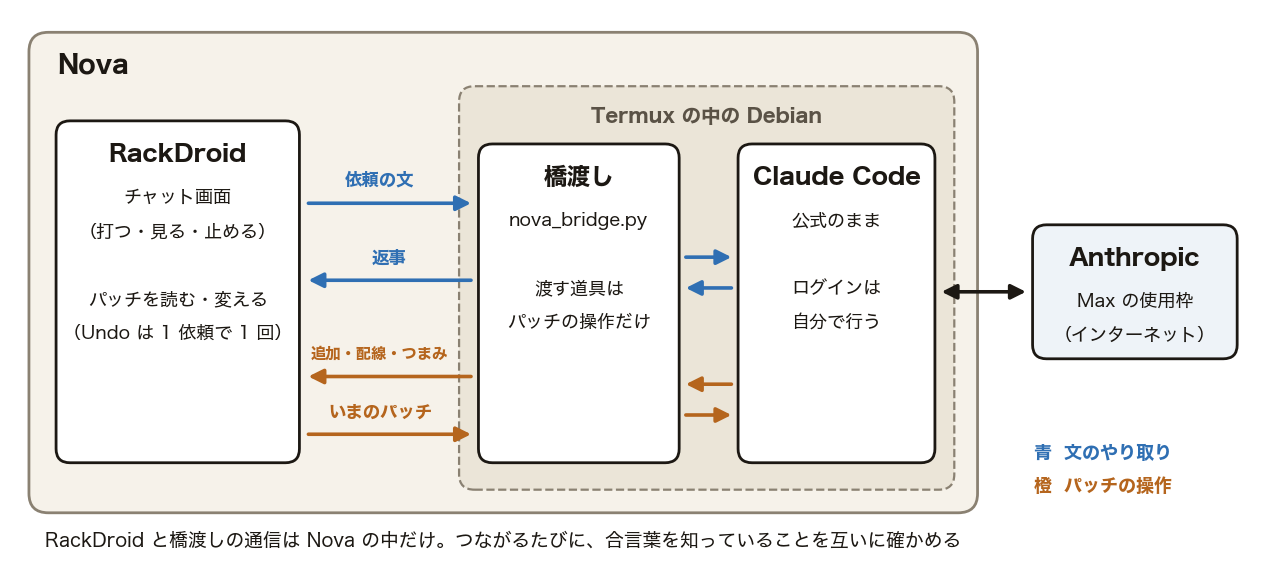 Nova
Termux の中の Debian
RackDroid
チャット画面
（打つ・見る・止める）
パッチを読む・変える
（Undo は 1 依頼で 1 回）
依頼の文
返事
追加・配線・つまみ
いまのパッチ
橋渡し
nova_bridge.py
渡す道具は
パッチの操作だけ
Claude Code
公式のまま
ログインは
自分で行う
Anthropic
Max の使用枠
（インターネット）
青 文のやり取り
橙 パッチの操作
RackDroid と橋渡しの通信は Nova の中だけ。つながるたびに、合言葉を知っていることを互いに確かめる